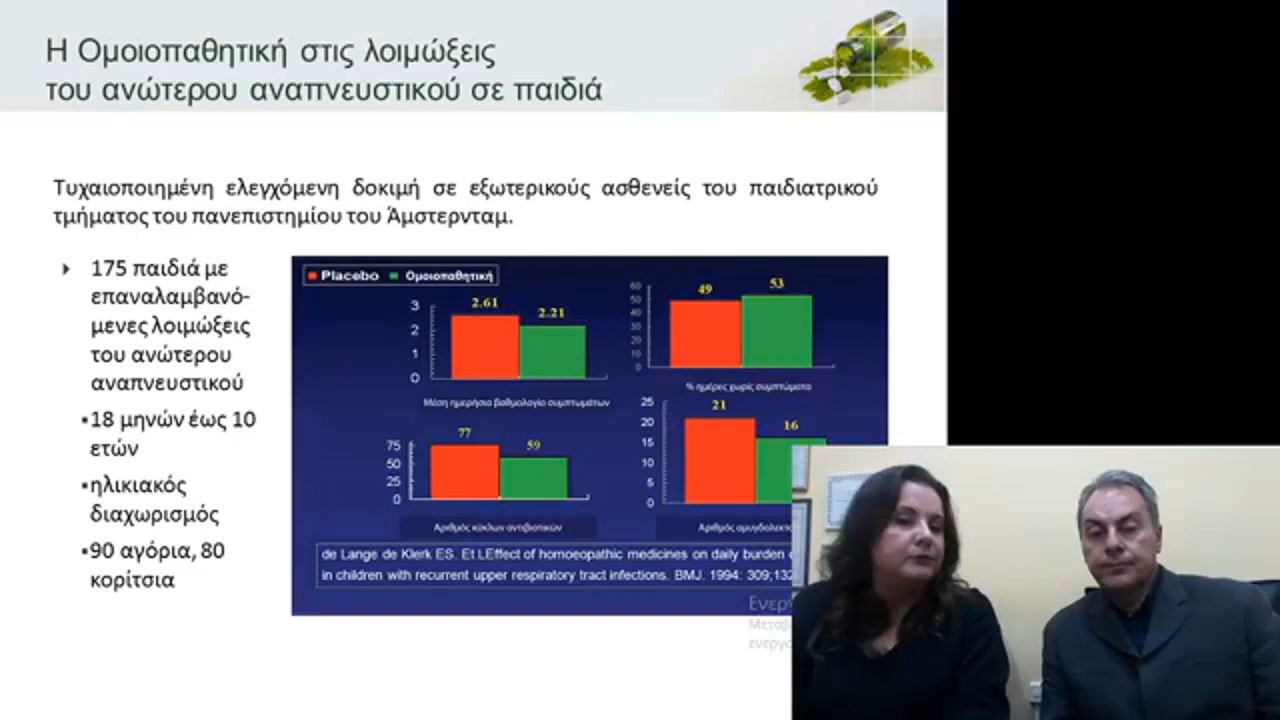 Η Ομοιοπαθητική στις λοιμώξεις
του ανώτερου αναπνευστικού σε παιδιά
Τυχαιοποιημένη ελεγχόμενη δοκιμή σε εξωτερικούς ασθενείς του παιδιατρικού
τμήματος του πανεπιστημίου του Άμστερνταμ.
175 παιδιά με
επαναλαμβανό-
μενες λοιμώξεις
του ανώτερου
αναπνευστικού
▪18 μηνών έως 10
ετών
▪ηλικιακός
διαχωρισμός
▪90 αγόρια, 80
κορίτσια
Placebo Ομοιοπαθητική
3
2
1
0
2.61
2.21
Μέση ημερήσια βαθμολογία συμπτωμάτων
60
50
40
30
20
10
0
49
53
% ημέρες χωρίς συμπτώματα
75
50
25
0
77
59
Αριθμός κύκλων αντιβιοτικών
25
20
15
10
5
0
21
16
Αριθμός
de Lange de Klerk ES. Et LEffect of homoeopathic medicines on daily burden
in children with recurrent upper respiratory tract infections. BMJ. 1994: 309;132